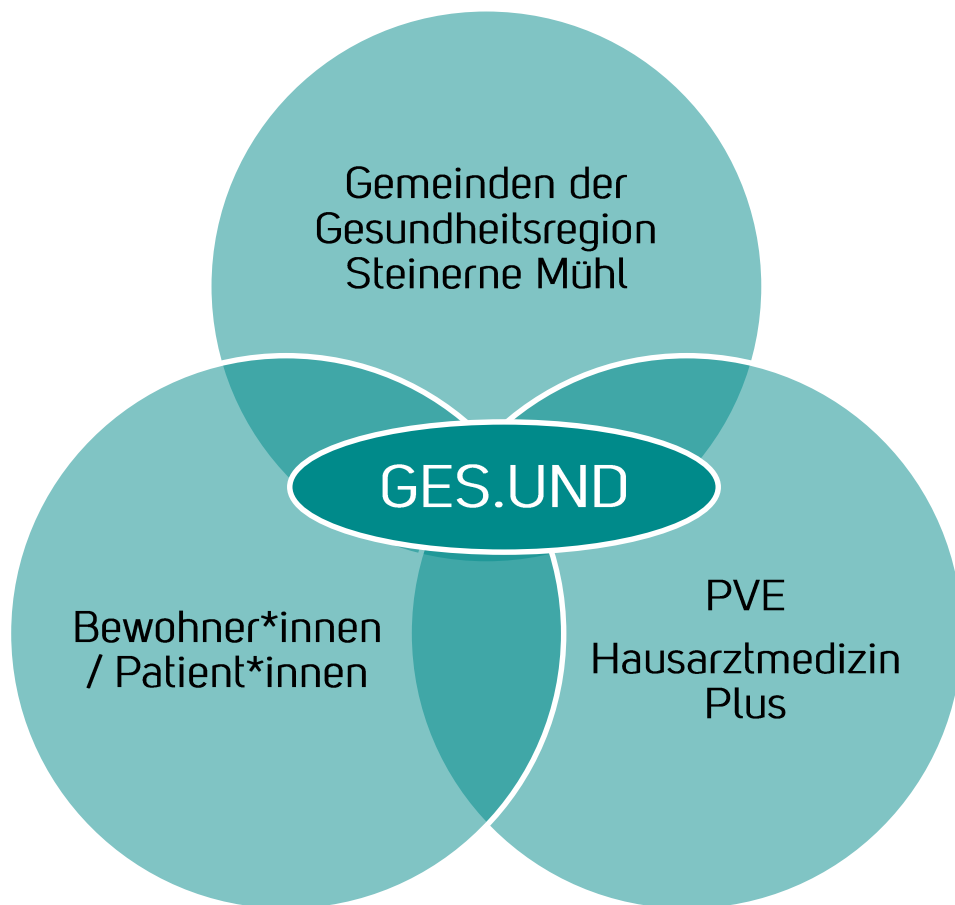 Gemeinden der
Gesundheitsregion
Steinerne Mühl
GES.UND
Bewohner*innen
/ Patient*innen
PVE
Hausarztmedizin
Plus